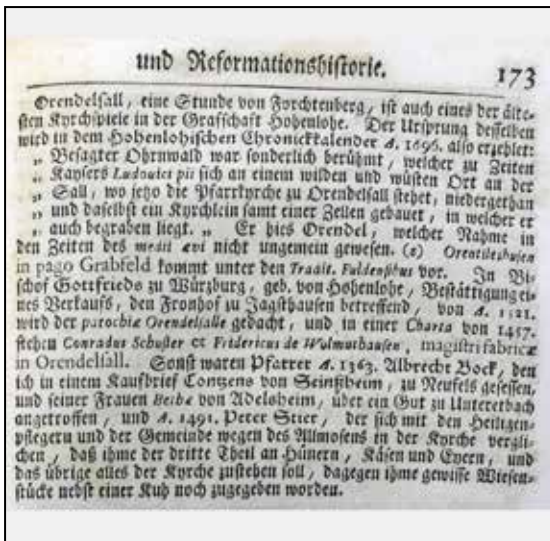 und Reformationshistorie. 173
Orendelsall, eine Stunde von Forchtenberg, ist auch eines der älte-
sten Kyrchspiele in der Grafschaft Hohenlohe. Der Ursprung desselben
wird in dem Hohenlohischen Chronickkalender A. 1696. also erzehlet:
„ Besagter Ohrnwald war sonderlich berühmt, welcher zu Zeiten
„ Kaysers Ludovici pii sich an einem wilden und wüsten Ort an der
„ Sall, wo jetzo die Pfarrkyrche zu Orendelsall stehet, niedergethan
„ und daselbst ein Kyrchlein samt einer Zellen gebauet, in welcher er
„ auch begraben liegt. „ Er hies Orendel, welcher Nahme in
den Zeiten des medii ævi nicht ungemein gewesen. (e) Orentileshusen
in pago Grabfeld kommt unter den Tradit. Fuldensibus vor. In Bi-
schof Gottfrieds zu Würzburg, geb. von Hohenlohe, Bestättigung ei-
nes Verkaufs, den Fronhof zu Jagsthausen betreffend, von A. 1321.
wird der parochiæ Orendelsalle gedacht, und in einer Charta von 1457.
stehen Conradus Schußler & Fridericus de Wolmuthausen, magistri fabricæ
in Orendelsall. Sonst waren Pfarrer A. 1363. Albrecht Bock, den
ich in einem Kaufbrief Contzens von Seinßheim, zu Neufels gesessen,
und seiner Frauen Beibæ von Adelsheim, über ein Gut zu Untererbach
angetroffen, und A. 1491. Peter Stier, der sich mit den Heiligen-
pflegern und der Gemeinde wegen des Allmosens in der Kyrche vergli-
chen, daß ihme der dritte Theil an Hünern, Käsen und Eyern, und
das übrige alles der Kyrche zustehen soll, dagegen ihme gewisse Wiesen-
stücke nebst einer Kuh noch zugegeben worden.